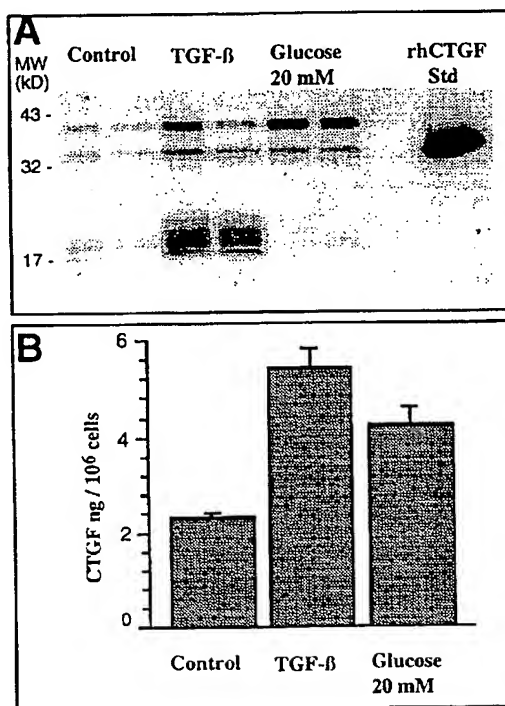 A
MW
(kD)
Control TGF-ß Glucose
20 mM rhCTGF
Std
43 -
32 -
17 -
B
CTGF ng / 10⁶ cells
6
4
2
0
Control TGF-ß Glucose
20 mM